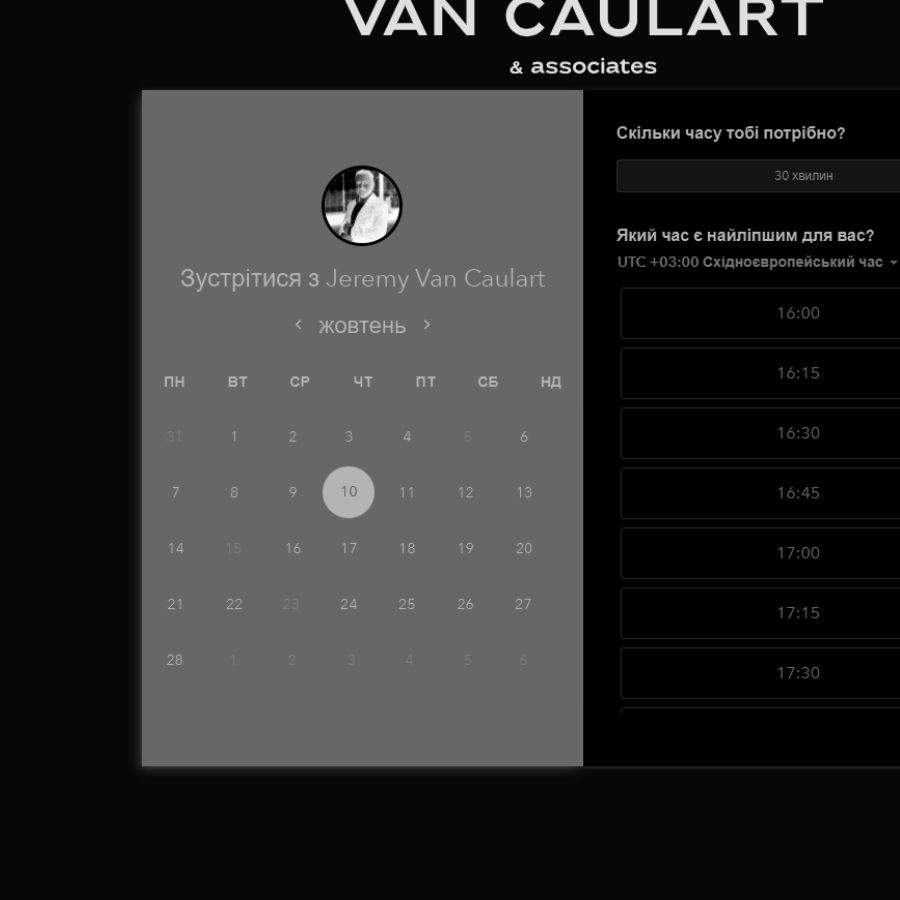 VAN CAULART
& associates
Зустрітися з Jeremy Van Caulart
жовтень
ПН ВТ СР ЧТ ПТ СБ НД
31 1 2 3 4 5 6
7 8 9 10 11 12 13
14 15 16 17 18 19 20
21 22 23 24 25 26 27
28 1 2 3 4 5 6
Скільки часу тобі потрібно?
30 хвилин
Який час є найліпшим для вас?
UTC +03:00 Східноєвропейський час
16:00
16:15
16:30
16:45
17:00
17:15
17:30